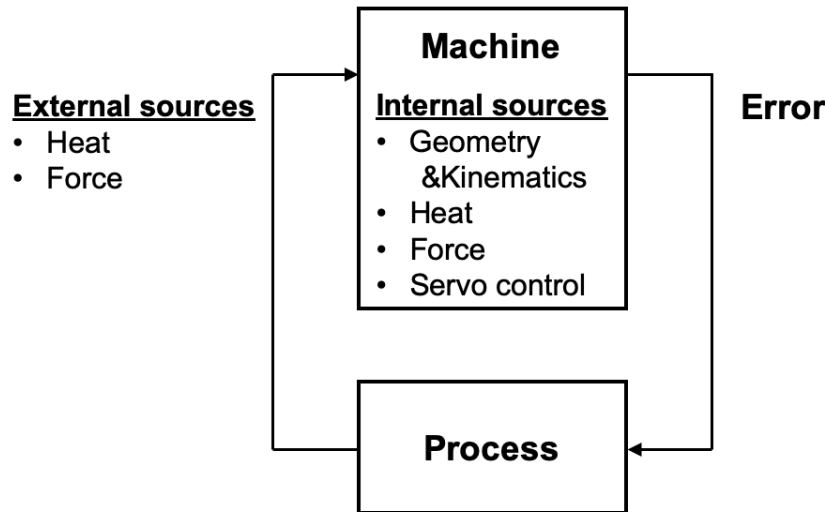 Machine
External sources
• Heat
• Force
Internal sources
• Geometry
&Kinematics
• Heat
• Force
• Servo control
Error
Process